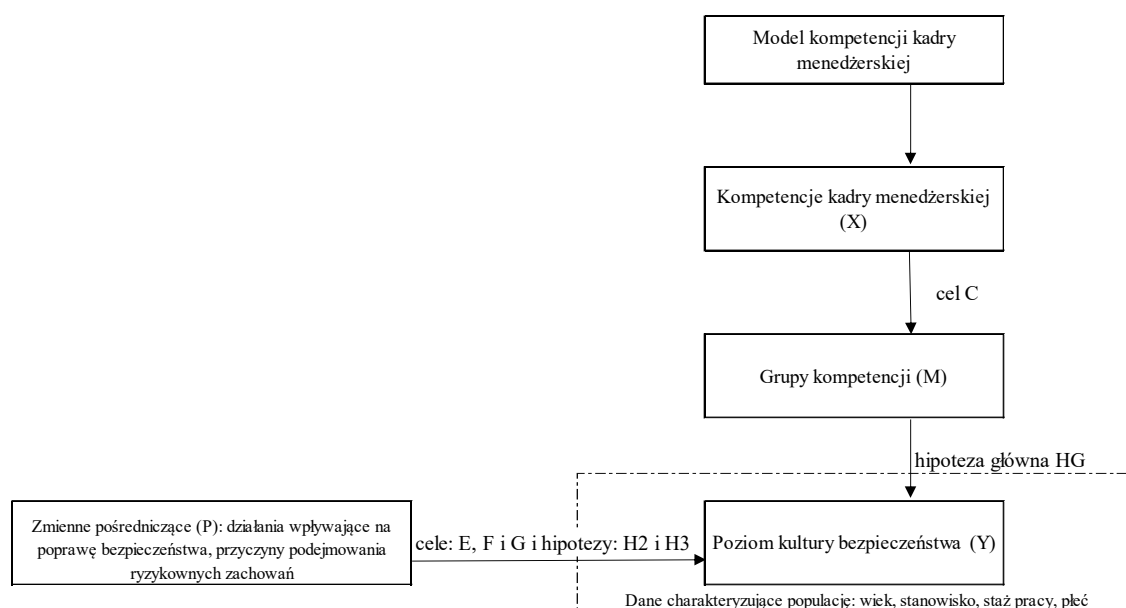 Model kompetencji kadry
menedżerskiej
Kompetencje kadry menedżerskiej
(X)
cel C
Grupy kompetencji (M)
hipoteza główna HG
Zmienne pośredniczące (P): działania wpływające na
poprawę bezpieczeństwa, przyczyny podejmowania
ryzykownych zachowań
cele: E, F i G i hipotezy: H2 i H3
Poziom kultury bezpieczeństwa (Y)
Dane charakteryzujące populację: wiek, stanowisko, staż pracy, płeć